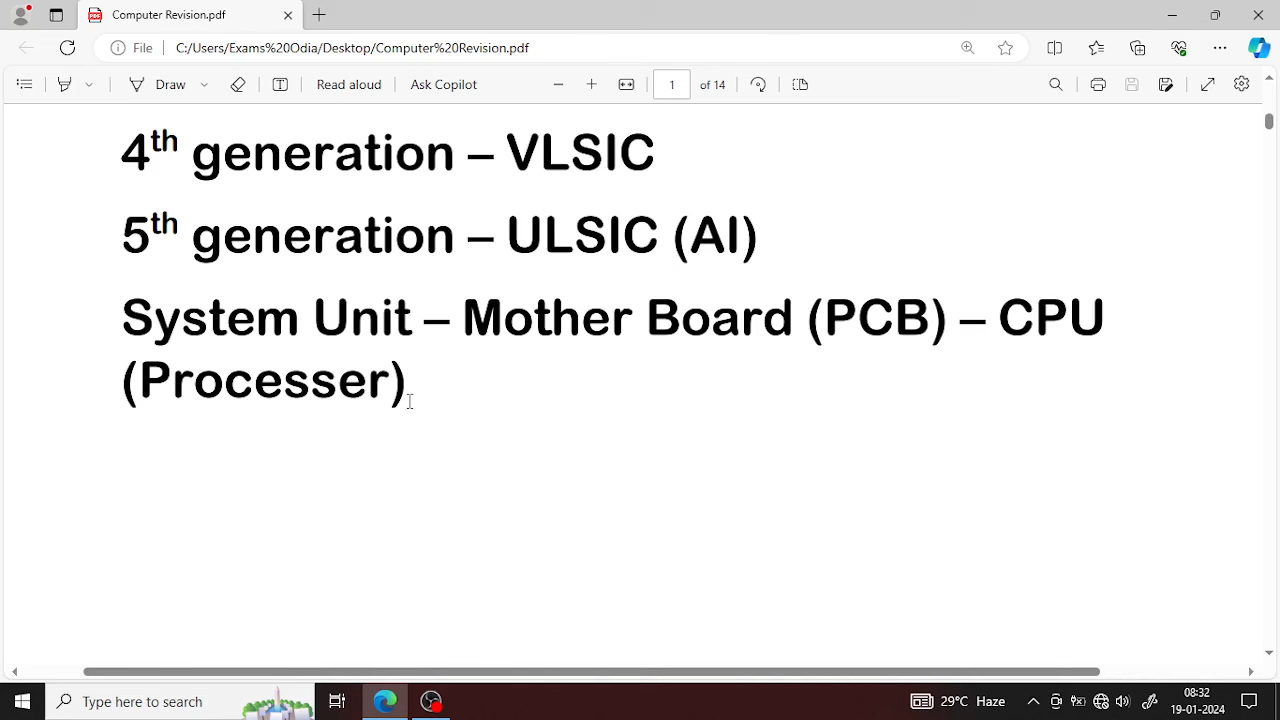 Computer Revision.pdf
File
C:/Users/Exams%20Odia/Desktop/Computer%20Revision.pdf
Draw
Read aloud
Ask Copilot
1
of 14
4th generation – VLSIC
5th generation – ULSIC (AI)
System Unit – Mother Board (PCB) – CPU
(Processer)
Type here to search
29°C Haze
08:32
19-01-2024